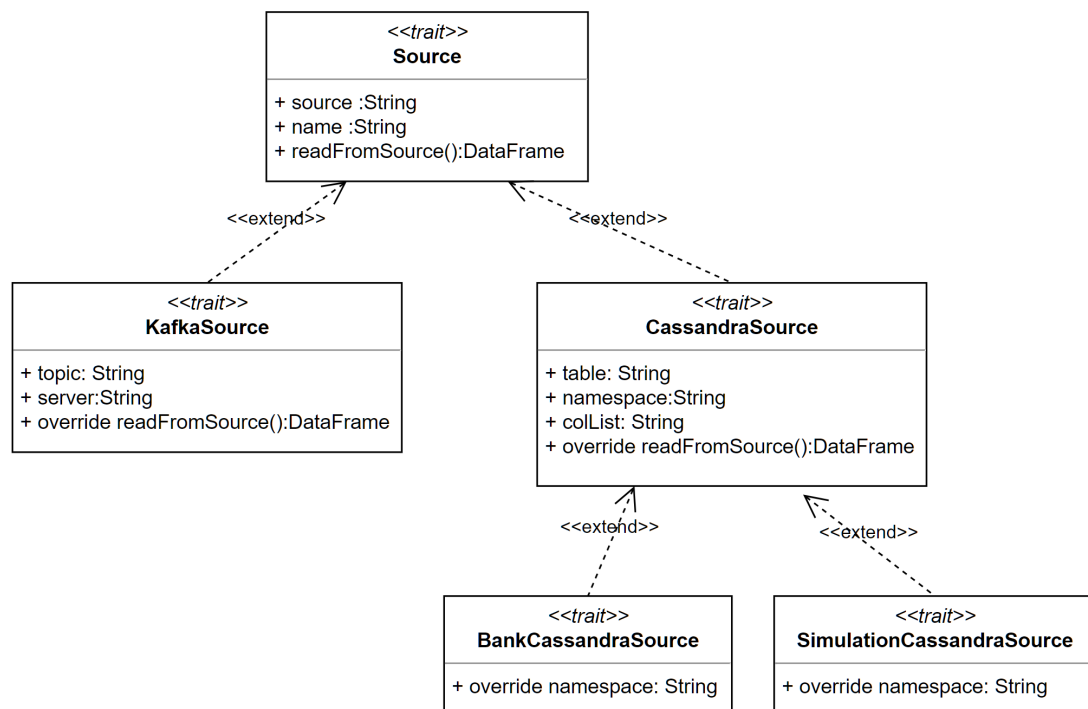 <<trait>>
Source
+ source :String
+ name :String
+ readFromSource():DataFrame
<<extend>>
<<extend>>
<<trait>>
KafkaSource
+ topic: String
+ server:String
+ override readFromSource():DataFrame
<<trait>>
CassandraSource
+ table: String
+ namespace:String
+ colList: String
+ override readFromSource():DataFrame
<<extend>>
<<extend>>
<<trait>>
BankCassandraSource
+ override namespace: String
<<trait>>
SimulationCassandraSource
+ override namespace: String